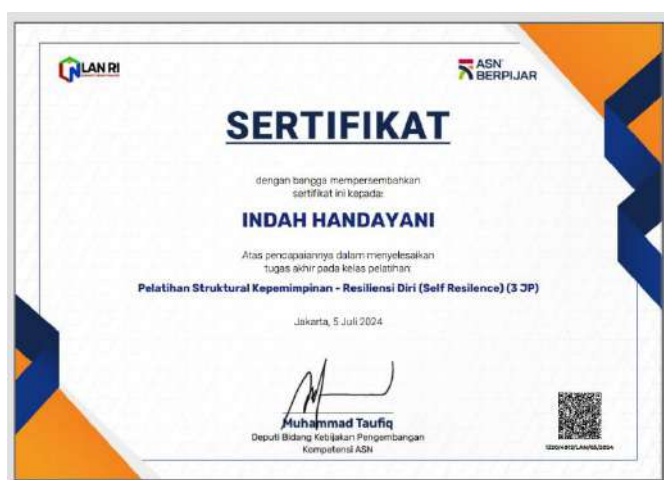 LAN RI
ASN
BERPIJAR
SERTIFIKAT
dengan bangga mempersembahkan
sertifikat ini kepada:
INDAH HANDAYANI
Atas pencapaiannya dalam menyelesaikan
tugas akhir pada kelas pelatihan:
Pelatihan Struktural Kepemimpinan - Resiliensi Diri (Self Resilence) (3 JP)
Jakarta, 5 Juli 2024
Muhammad Taufiq
Deputi Bidang Kebijakan Pengembangan
Kompetensi ASN